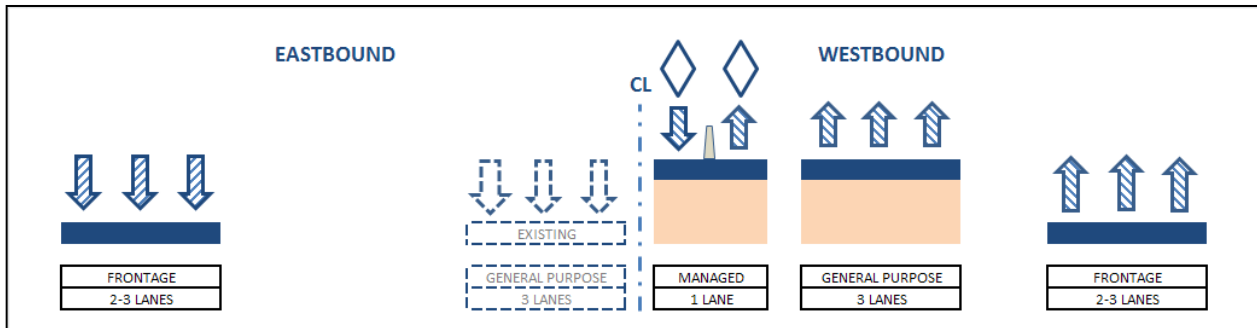 EASTBOUND
WESTBOUND
CL
EXISTING
FRONTAGE
2-3 LANES
GENERAL PURPOSE
3 LANES
MANAGED
1 LANE
GENERAL PURPOSE
3 LANES
FRONTAGE
2-3 LANES